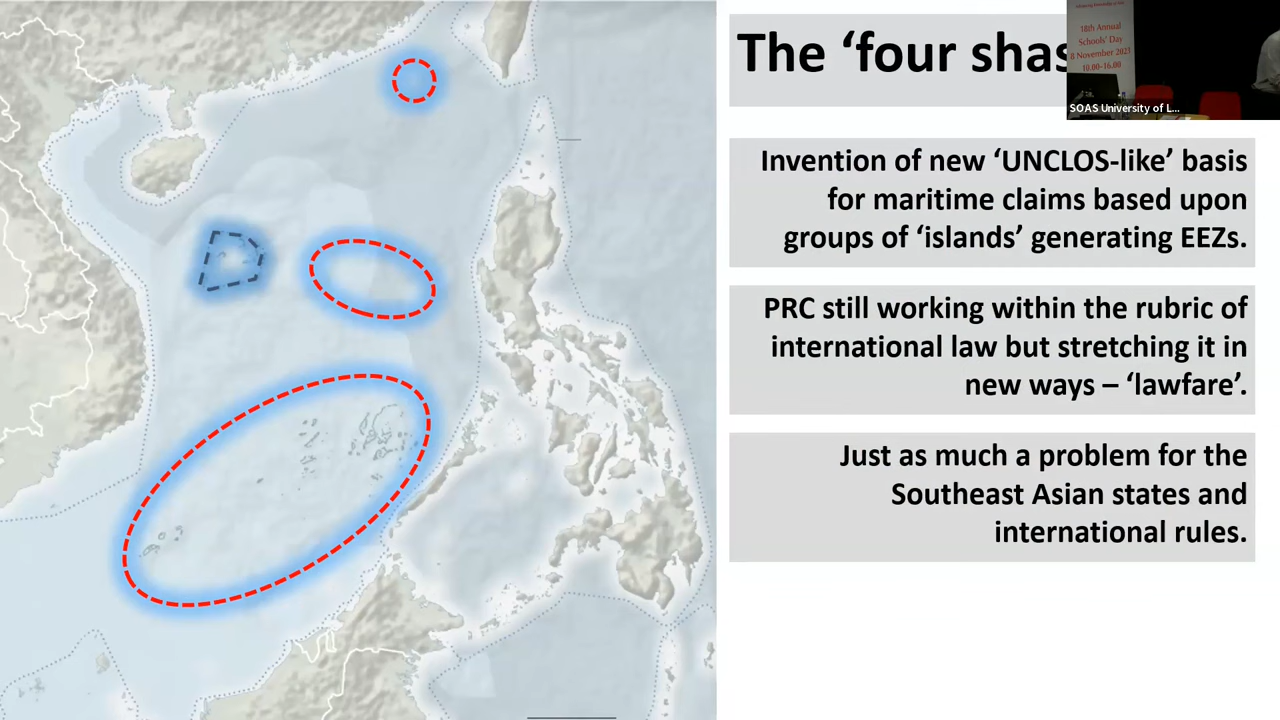 The ‘four shas
18th Annual
Schools' Day
8 November 2023
10.00-16.00
SOAS University of L...
Invention of new ‘UNCLOS-like’ basis
for maritime claims based upon
groups of ‘islands’ generating EEZs.
PRC still working within the rubric of
international law but stretching it in
new ways – ‘lawfare’.
Just as much a problem for the
Southeast Asian states and
international rules.